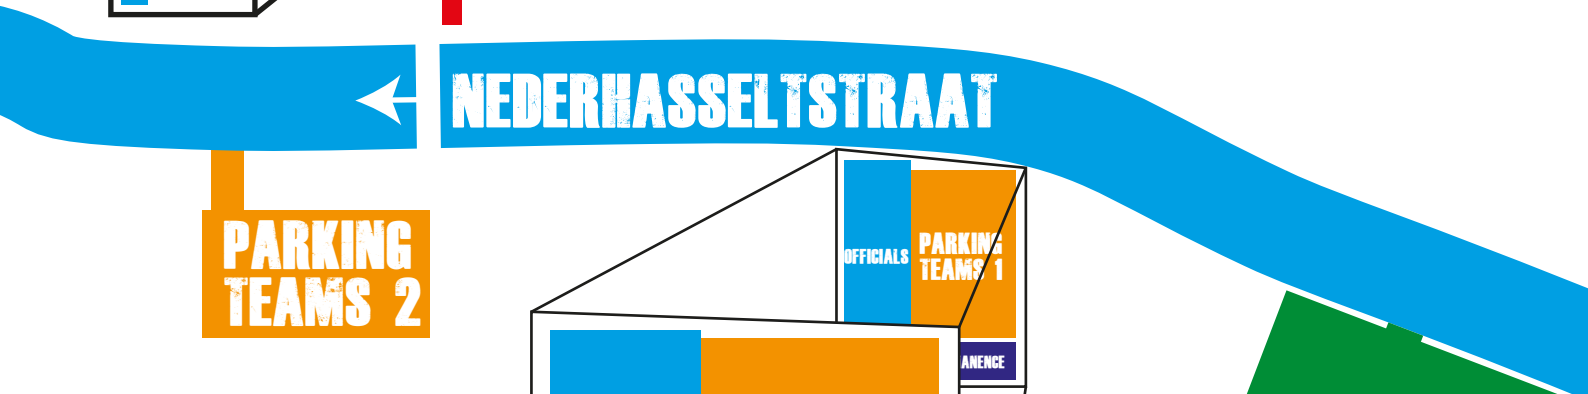 NEDERHASSELTSTRAAT
PARKING
TEAMS 2
OFFICIALS
PARKING
TEAMS 1
ANENCE